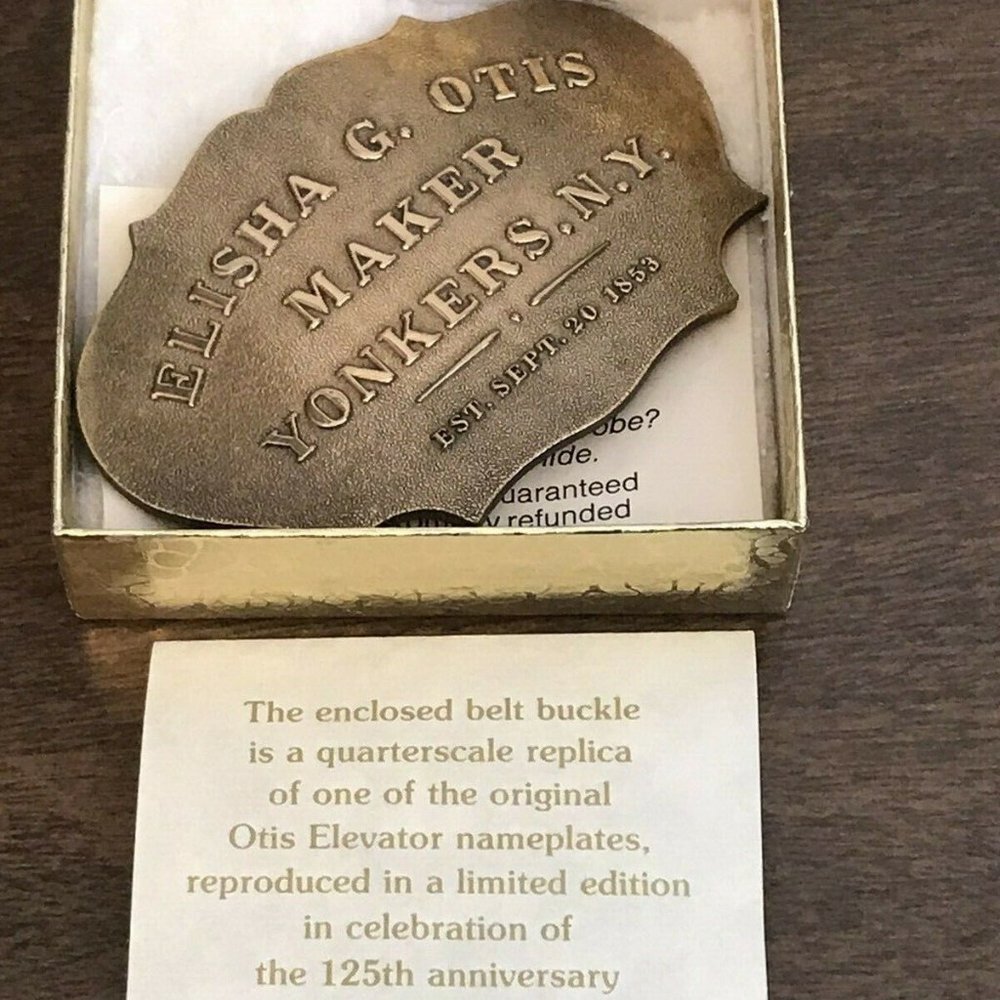 ELISHA G. OTIS
MAKER
YONKERS. N.Y.
EST. SEPT. 20 1853
?
.
refunded
The enclosed belt buckle
is a quarterscale replica
of one of the original
Otis Elevator nameplates,
reproduced in a limited edition
in celebration of
the 125th anniversary